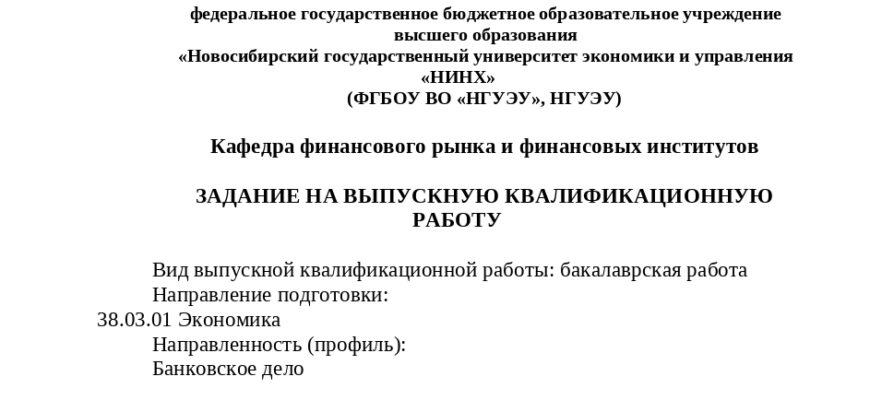 федеральное государственное бюджетное образовательное учреждение
высшего образования
«Новосибирский государственный университет экономики и управления
«НИНХ»
(ФГБОУ ВО «НГУЭУ», НГУЭУ)
Кафедра финансового рынка и финансовых институтов
ЗАДАНИЕ НА ВЫПУСКНУЮ КВАЛИФИКАЦИОННУЮ
РАБОТУ
Вид выпускной квалификационной работы: бакалаврская работа
Направление подготовки:
38.03.01 Экономика
Направленность (профиль):
Банковское дело